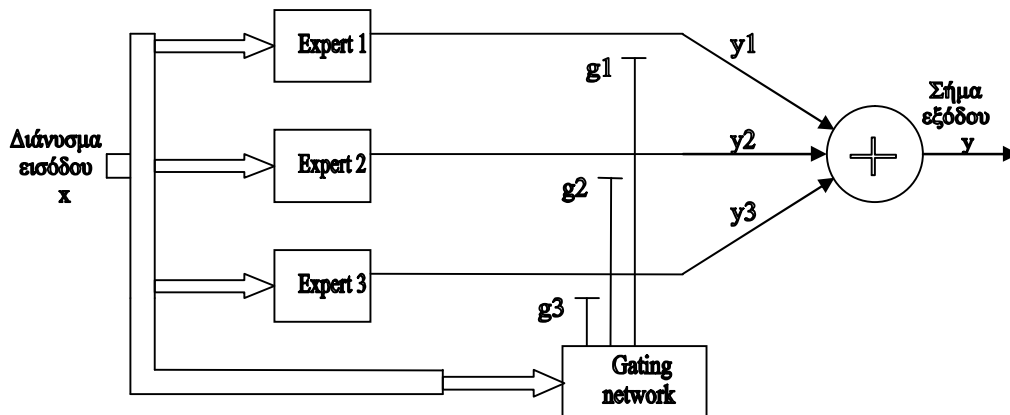 Expert 1
y1
g1
Σήμα
εξόδου
y
Διάνυσμα
εισόδου
x
Expert 2
y2
g2
y3
Expert 3
g3
Gating
network